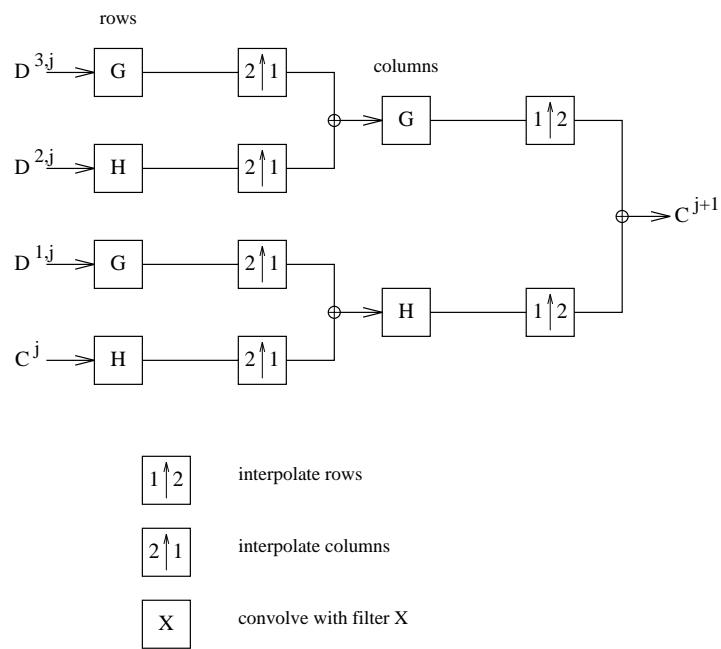 rows
D 3,j G 2↑1
columns
G 1↑2
D 2,j H 2↑1
C j+1
D 1,j G 2↑1
H 1↑2
C j H 2↑1
1↑2 interpolate rows
2↑1 interpolate columns
X convolve with filter X